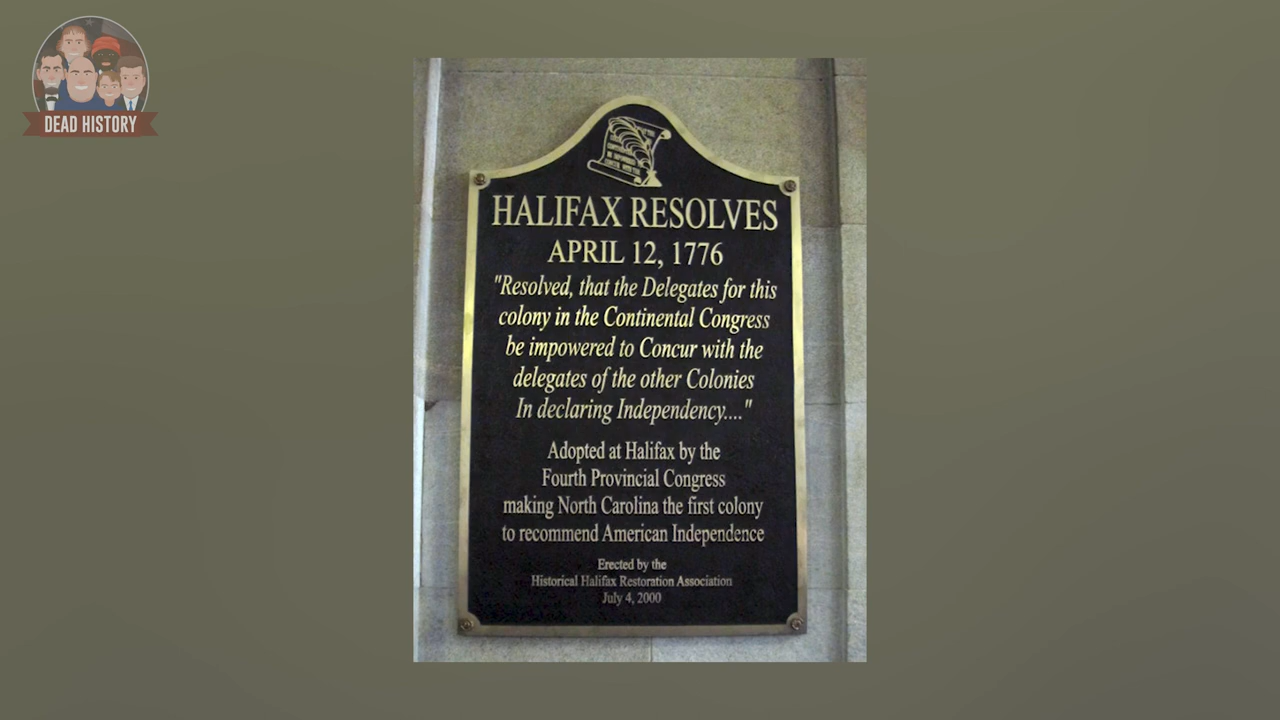 DEAD HISTORY
HALIFAX RESOLVES
APRIL 12, 1776
"Resolved, that the Delegates for this
colony in the Continental Congress
be impowered to Concur with the
delegates of the other Colonies
In declaring Independency...."
Adopted at Halifax by the
Fourth Provincial Congress
making North Carolina the first colony
to recommend American Independence
Erected by the
Historical Halifax Restoration Association
July 4, 2000